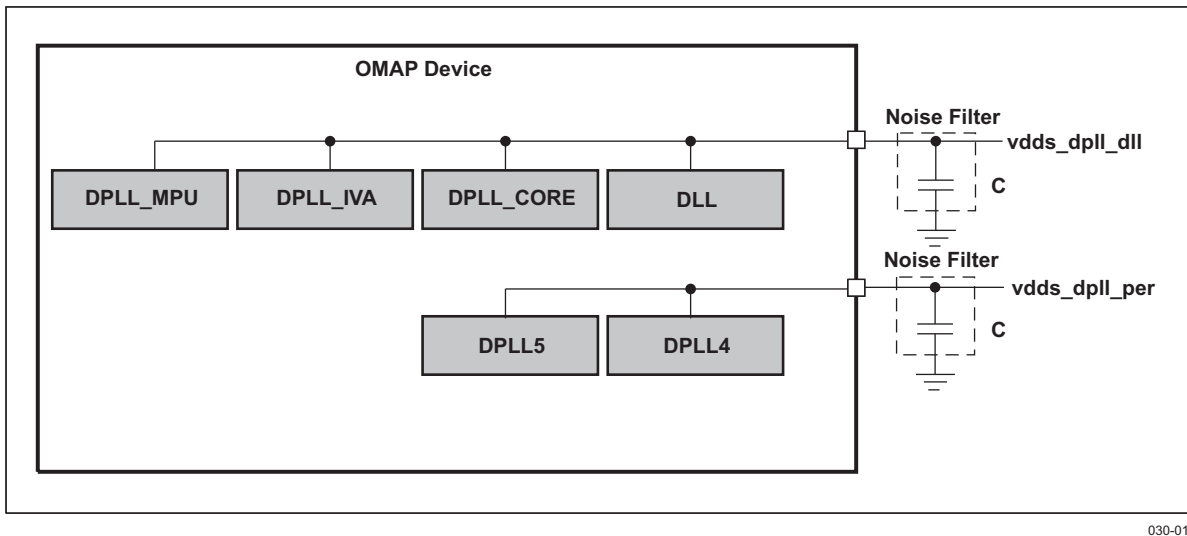 OMAP Device
Noise Filter
vdds_dpll_dll
DPLL_MPU
DPLL_IVA
DPLL_CORE
DLL
C
Noise Filter
vdds_dpll_per
DPLL5
DPLL4
C
030-01